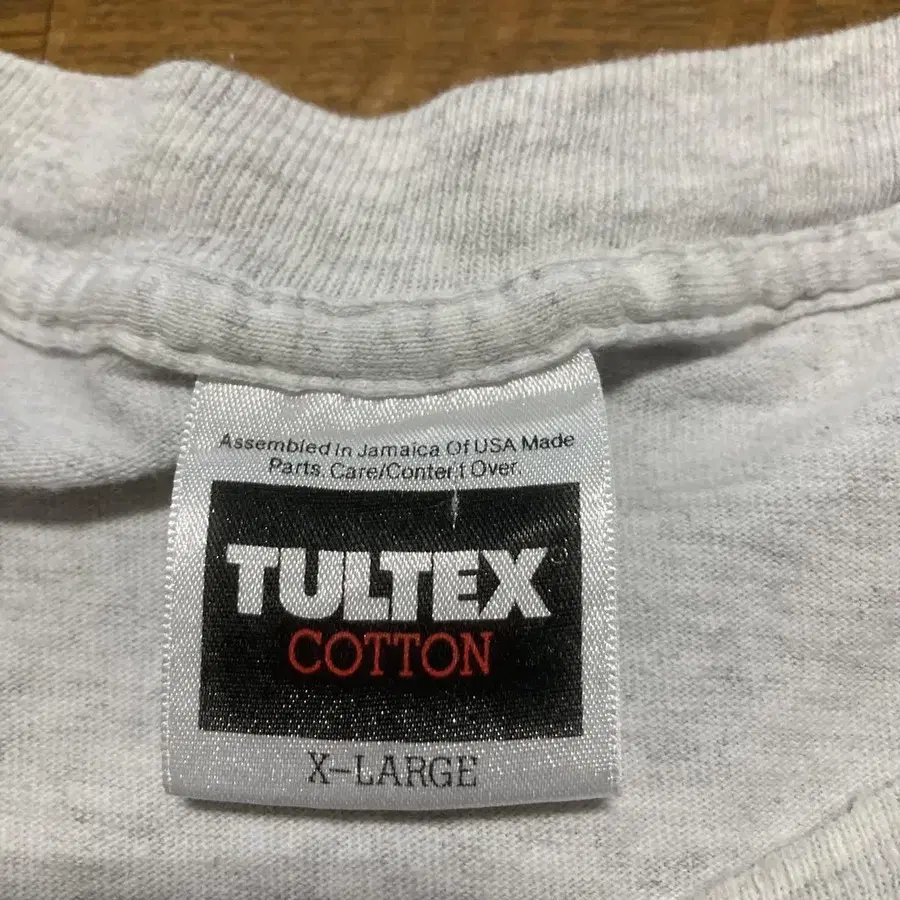 Assembled In Jamaica Of USA Made
Parts. Care/Content Over.
TULTEX
COTTON
X-LARGE